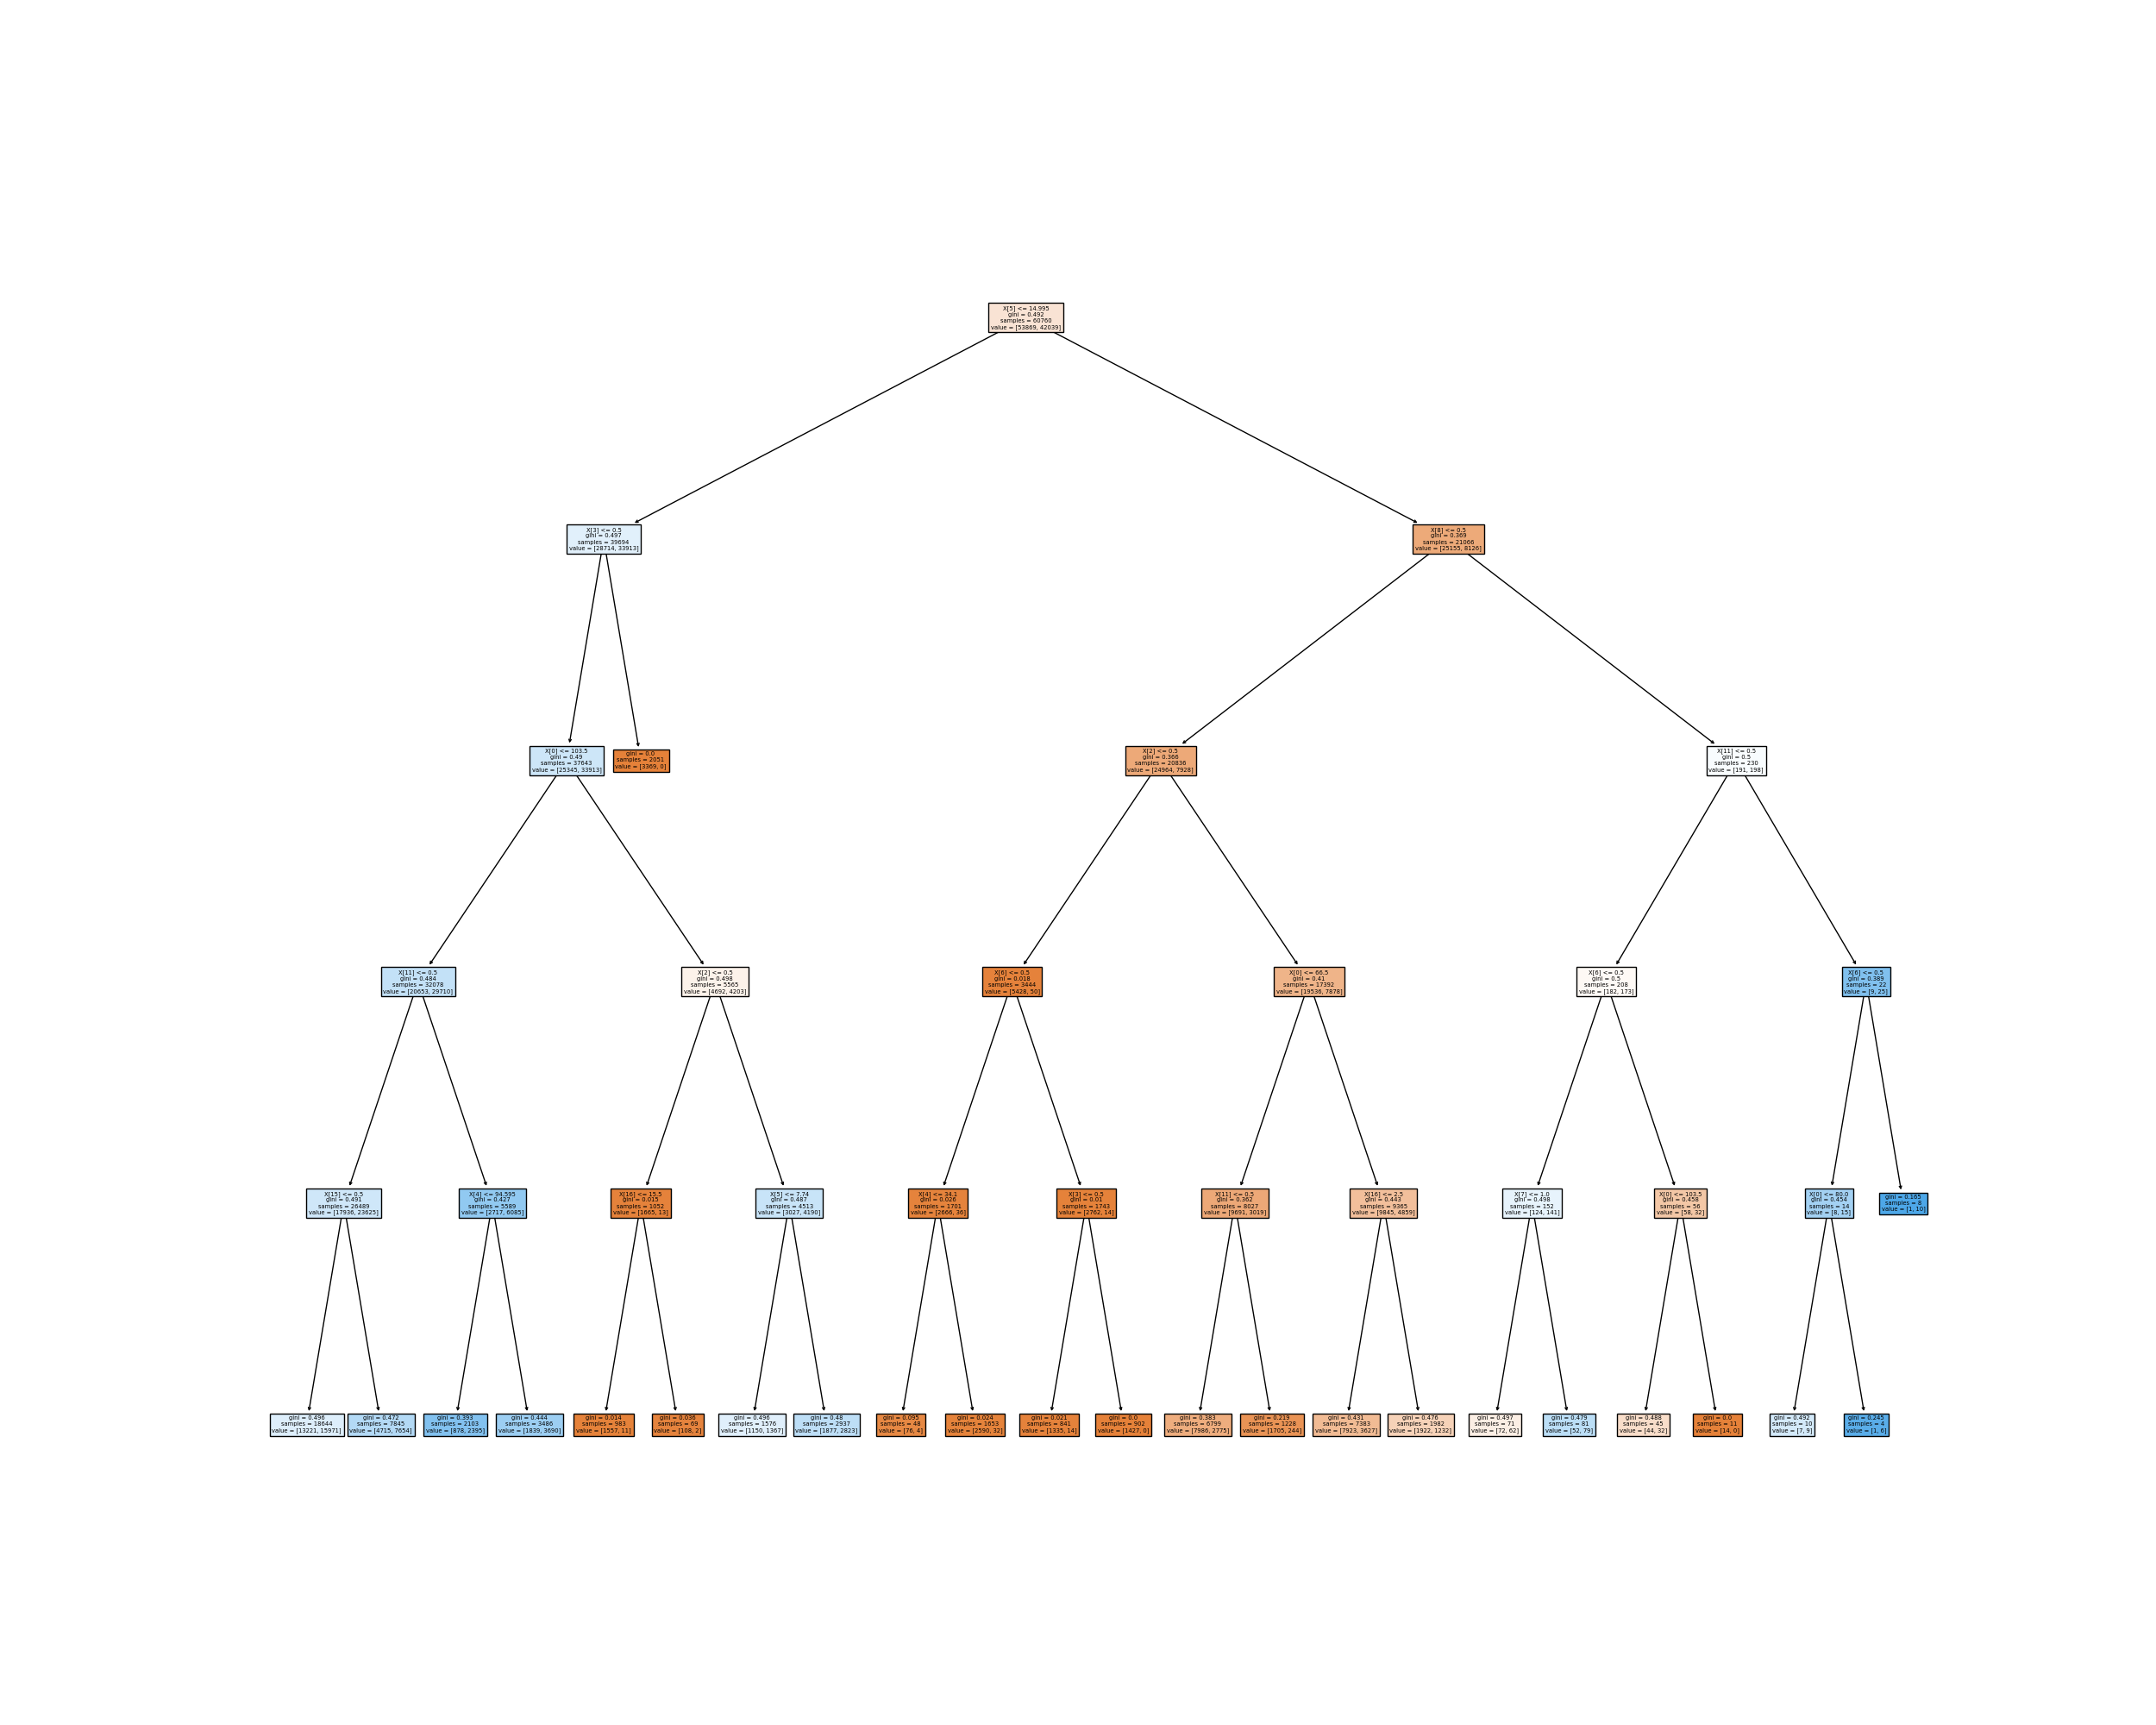 X[5] <= 14.995
gini = 0.492
samples = 60760
value = [53869, 42039]
X[3] <= 0.5
gini = 0.497
samples = 39694
value = [28714, 33913]
X[8] <= 0.5
gini = 0.369
samples = 21066
value = [25155, 8126]
X[0] <= 103.5
gini = 0.49
samples = 37643
value = [25345, 33913]
gini = 0.0
samples = 2051
value = [3369, 0]
X[2] <= 0.5
gini = 0.366
samples = 20836
value = [24964, 7928]
X[11] <= 0.5
gini = 0.5
samples = 230
value = [191, 198]
X[11] <= 0.5
gini = 0.484
samples = 32078
value = [20653, 29710]
X[2] <= 0.5
gini = 0.498
samples = 5565
value = [4692, 4203]
X[6] <= 0.5
gini = 0.018
samples = 3444
value = [5428, 50]
X[0] <= 66.5
gini = 0.41
samples = 17392
value = [19536, 7878]
X[6] <= 0.5
gini = 0.5
samples = 208
value = [182, 173]
X[6] <= 0.5
gini = 0.389
samples = 22
value = [9, 25]
X[15] <= 0.5
gini = 0.491
samples = 26489
value = [17936, 23625]
X[4] <= 94.595
gini = 0.427
samples = 5589
value = [2717, 6085]
X[16] <= 15.5
gini = 0.015
samples = 1052
value = [1665, 13]
X[5] <= 7.74
gini = 0.487
samples = 4513
value = [3027, 4190]
X[4] <= 34.1
gini = 0.026
samples = 1701
value = [2666, 36]
X[3] <= 0.5
gini = 0.01
samples = 1743
value = [2762, 14]
X[11] <= 0.5
gini = 0.362
samples = 8027
value = [9691, 3019]
X[16] <= 2.5
gini = 0.443
samples = 9365
value = [9845, 4859]
X[7] <= 1.0
gini = 0.498
samples = 152
value = [124, 141]
X[0] <= 103.5
gini = 0.458
samples = 56
value = [58, 32]
X[0] <= 80.0
gini = 0.454
samples = 14
value = [8, 15]
gini = 0.165
samples = 8
value = [1, 10]
gini = 0.496
samples = 18644
value = [13221, 15971]
gini = 0.472
samples = 7845
value = [4715, 7654]
gini = 0.393
samples = 2103
value = [878, 2395]
gini = 0.444
samples = 3486
value = [1839, 3690]
gini = 0.014
samples = 983
value = [1557, 11]
gini = 0.036
samples = 69
value = [108, 2]
gini = 0.496
samples = 1576
value = [1150, 1367]
gini = 0.48
samples = 2937
value = [1877, 2823]
gini = 0.095
samples = 48
value = [76, 4]
gini = 0.024
samples = 1653
value = [2590, 32]
gini = 0.021
samples = 841
value = [1335, 14]
gini = 0.0
samples = 902
value = [1427, 0]
gini = 0.383
samples = 6799
value = [7986, 2775]
gini = 0.219
samples = 1228
value = [1705, 244]
gini = 0.431
samples = 7383
value = [7923, 3627]
gini = 0.476
samples = 1982
value = [1922, 1232]
gini = 0.497
samples = 71
value = [72, 62]
gini = 0.479
samples = 81
value = [52, 79]
gini = 0.488
samples = 45
value = [44, 32]
gini = 0.0
samples = 11
value = [14, 0]
gini = 0.492
samples = 10
value = [7, 9]
gini = 0.245
samples = 4
value = [1, 6]